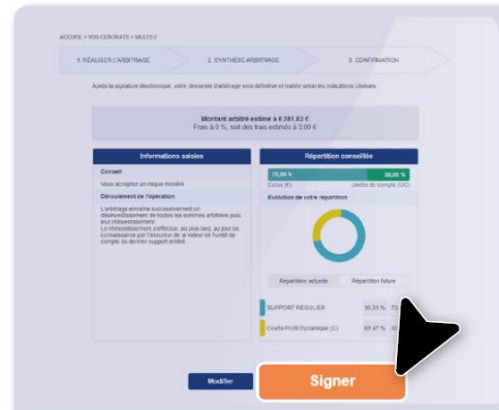 ACCUEIL > VOS CONTRATS > MULTEO
1. RÉALISER L'ARBITRAGE
2. SYNTHÈSE ARBITRAGE
3. CONFIRMATION
Après la signature électronique, votre demande d'arbitrage sera définitive et traitée selon les indications choisies.
Montant arbitré estimé à 8 281,83 €
Frais à 0 %, soit des frais estimés à 0,00 €
Informations saisies
Conseil
Vous acceptez un risque modéré.
Déroulement de l'opération
L'arbitrage entraîne successivement un
désinvestissement de toutes les sommes arbitrées puis
leur réinvestissement.
Le réinvestissement s'effectue, au plus tard, au jour de
connaissance par l'assureur de la valeur de l'unité de
compte du dernier support arbitré.
Répartition conseillée
70,00 % 30,00 %
Euros (€) Unités de compte (UC)
Evolution de votre répartition
Répartition actuelle Répartition future
SUPPORT REGULIER 30,53 %
Covéa Profil Dynamique (C) 69,47 %
Modifier
Signer